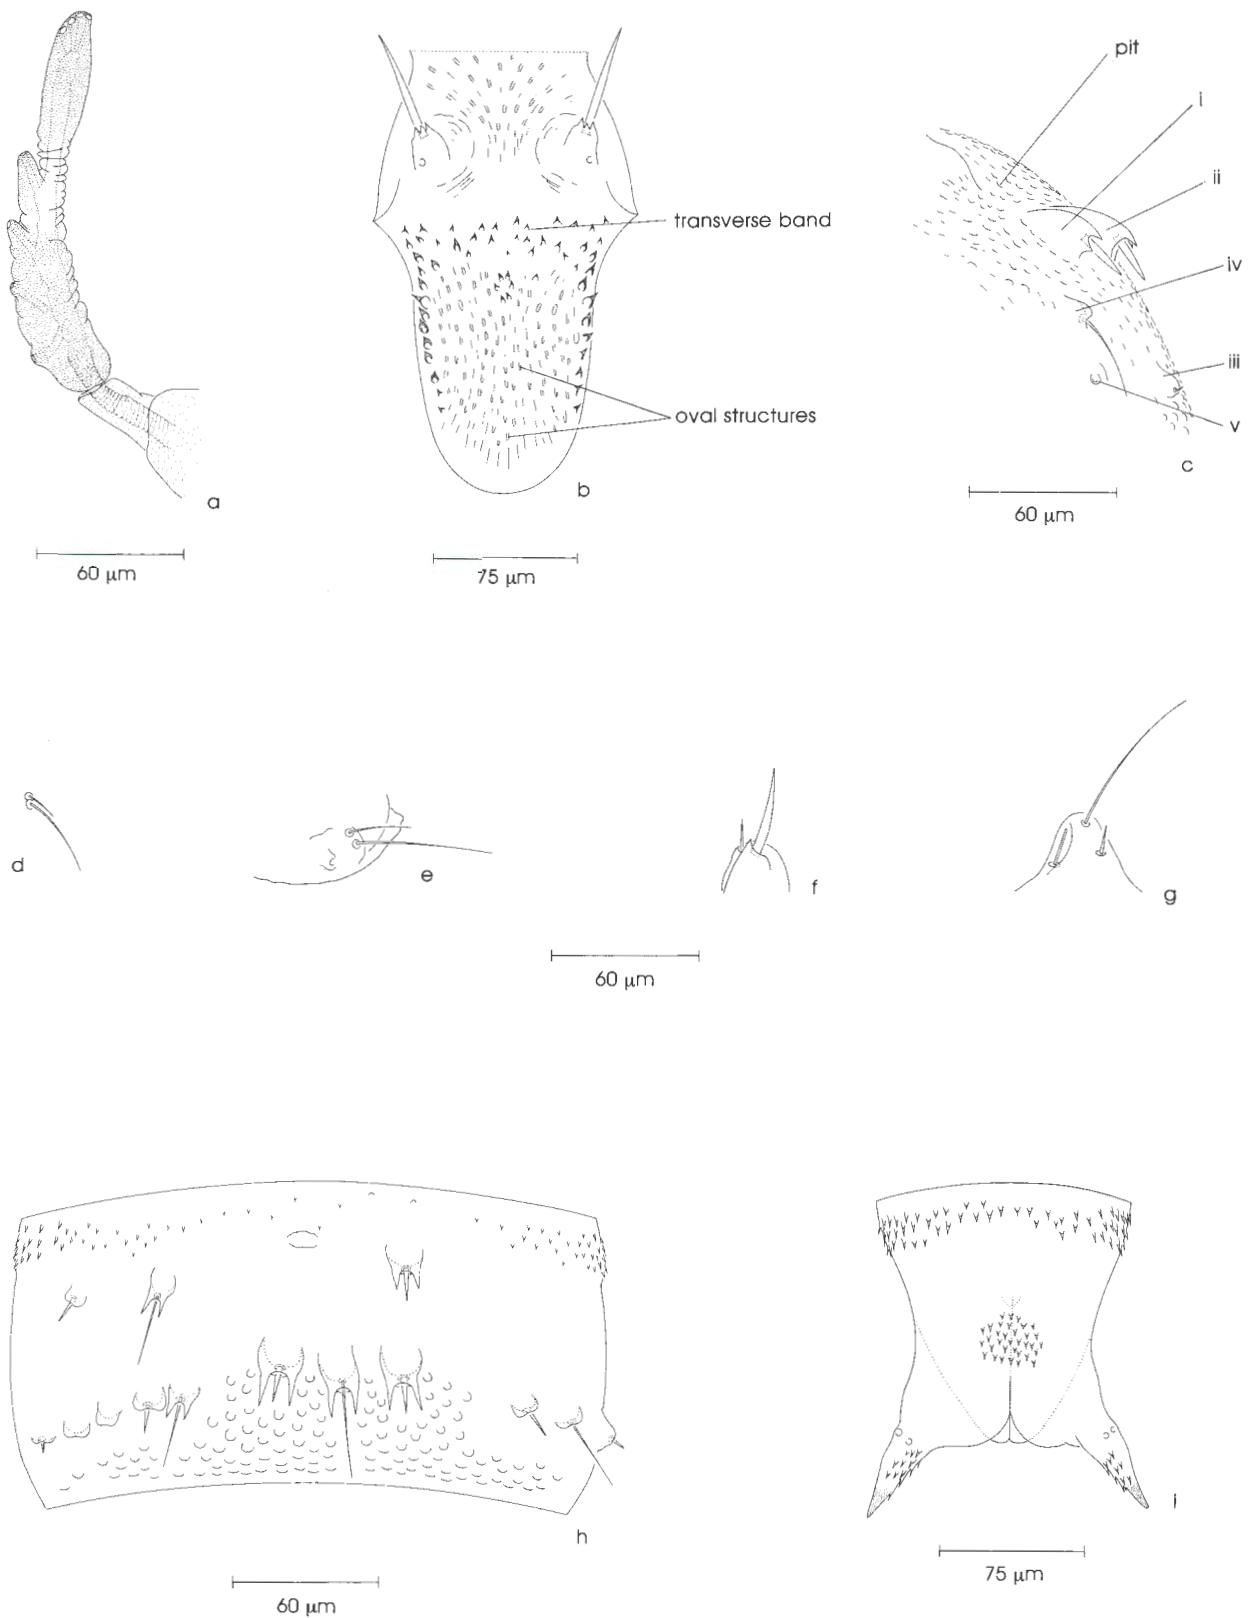 pit
i
ii
transverse band
iv
iii
oval structures
v
c
b
a
60 µm
60 µm
75 µm
d
e
f
g
60 µm
h
i
75 µm
60 µm